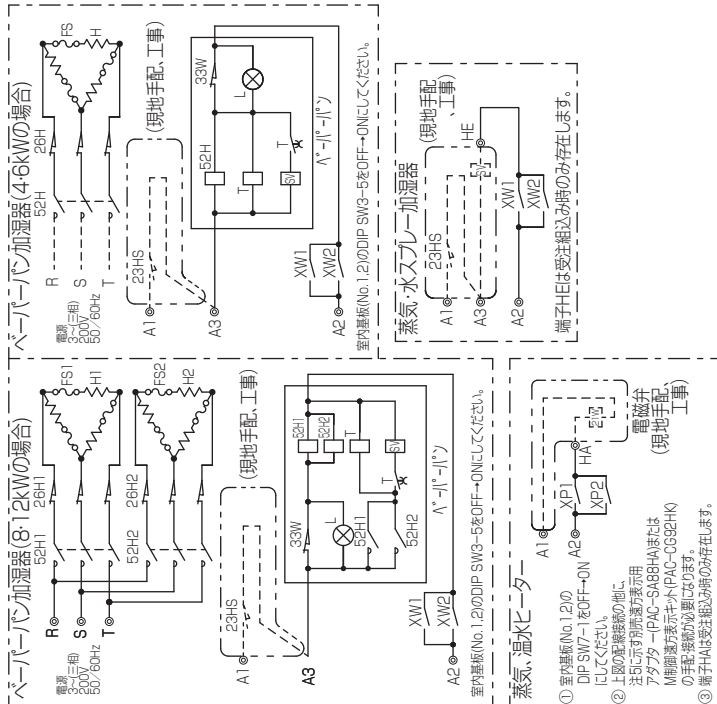 ベーパーパン加湿器(8·12kWの場合)
電源
3~(三相)
200V
50/60Hz
R
S
T
52H1
26H1
FS1
H1
52H2
26H2
FS2
H2
(現地手配、工事)
23HS
A1
A3
33W
L
52H1
52H2
52H1
52H2
T
SV
T
ベーパーパン
XW1
XW2
A2
室内基板(No.1,2)のDIP SW3-5をOFF→ONにしてください。
ベーパーパン加湿器(4·6kWの場合)
電源
3~(三相)
200V
50/60Hz
R
S
T
52H
26H
FS
H
(現地手配、工事)
23HS
A1
A3
33W
52H
L
T
SV
T
ベーパーパン
XW1
XW2
A2
室内基板(No.1,2)のDIP SW3-5をOFF→ONにしてください。
蒸気、温水ヒーター
A1
A2
XP1
XP2
HA
電磁弁
(現地手配、
工事)
① 室内基板(No.1,2)の
DIP SW7-1をOFF→ON
にしてください。
② 上図の配線接続の他に、
注5に示す別売遠方表示用
アダプター(PAC-SA88HA)または
M制御遠方表示キット(PAC-CG92HK)
の手配·接続が必要になります。
③ 端子HAは受注組込み時のみ存在します。
蒸気·水スプレー加湿器
(現地手配
、工事)
A1
23HS
A3
SV
HE
XW1
XW2
A2
端子HEは受注組込み時のみ存在します。